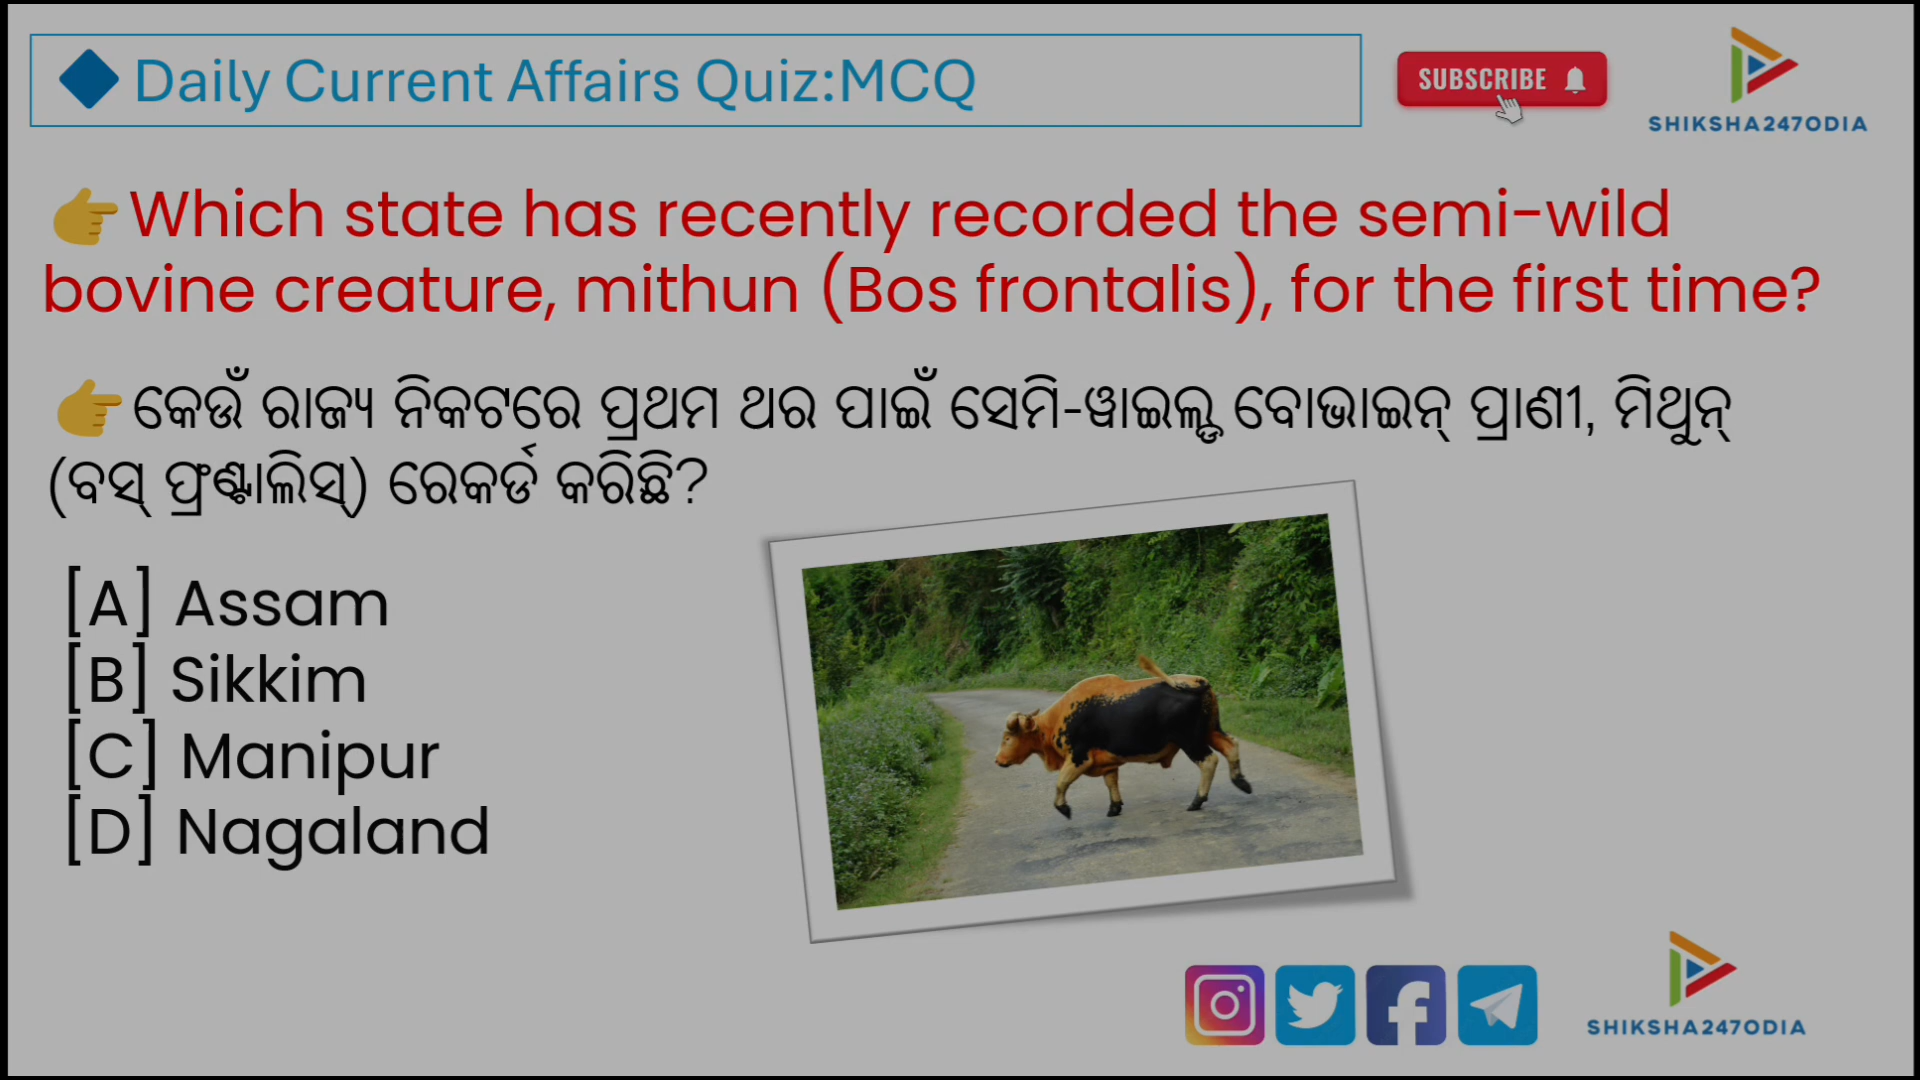 Daily Current Affairs Quiz:MCQ
SUBSCRIBE
SHIKSHA247ODIA
Which state has recently recorded the semi-wild
bovine creature, mithun (Bos frontalis), for the first time?
କେଉଁ ରାଜ୍ୟ ନିକଟରେ ପ୍ରଥମ ଥର ପାଇଁ ସେମି-ୱାଇଲ୍ଡ ବୋଭାଇନ୍ ପ୍ରାଣୀ, ମିଥୁନ୍
(ବସ୍ ଫ୍ରଣ୍ଟାଲିସ୍) ରେକର୍ଡ କରିଛି?
[A] Assam
[B] Sikkim
[C] Manipur
[D] Nagaland
SHIKSHA247ODIA